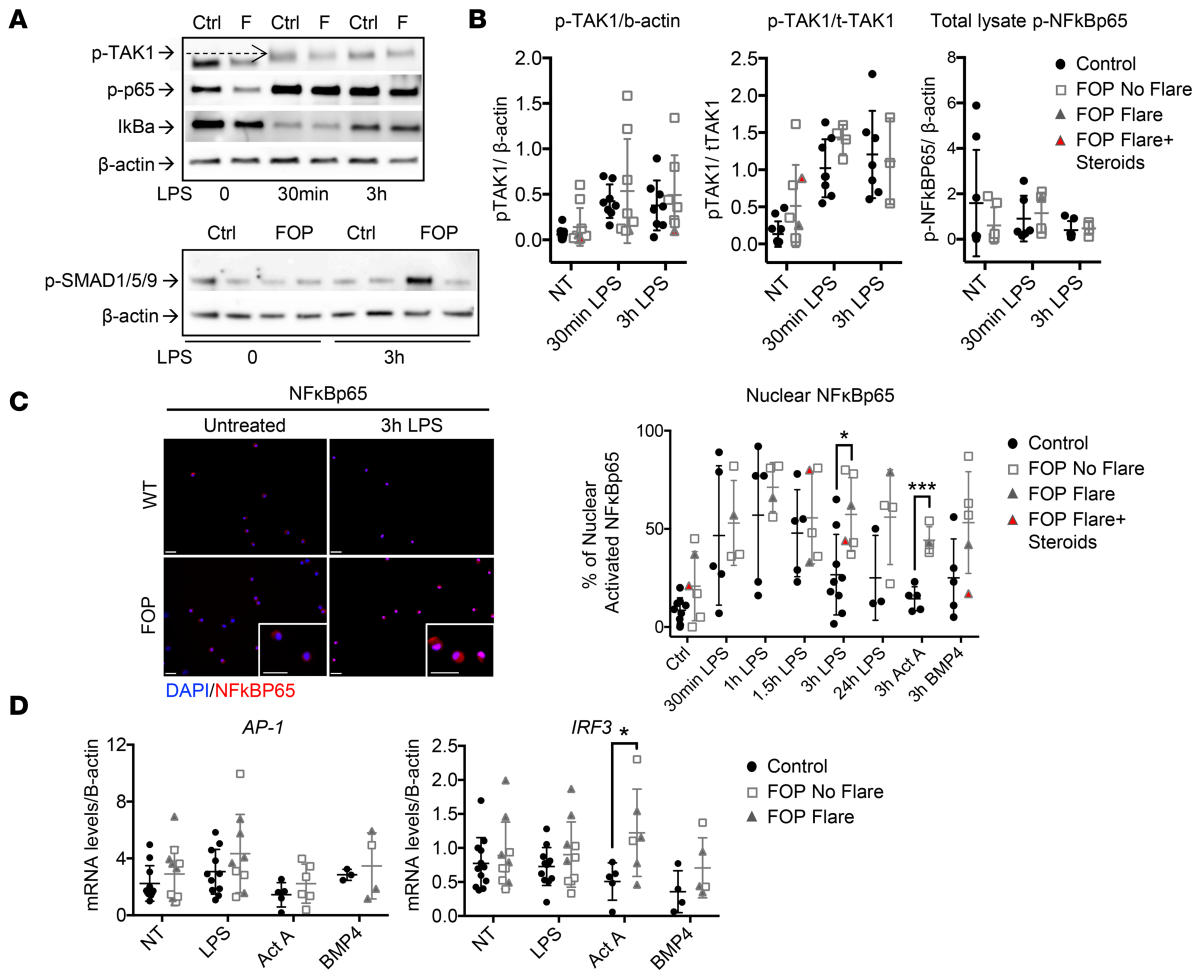 A
Ctrl F Ctrl F Ctrl F
p-TAK1→
p-p65→
IkBa→
β-actin→
LPS 0 30min 3h
Ctrl FOP Ctrl FOP
p-SMAD1/5/9→
β-actin→
LPS 0 3h
B
p-TAK1/b-actin
pTAK1/ β-actin
2.0
1.5
1.0
0.5
0.0
NT
30min LPS
3h LPS
p-TAK1/t-TAK1
pTAK1/ tTAK1
2.5
2.0
1.5
1.0
0.5
0.0
NT
30min LPS
3h LPS
Total lysate p-NFkBp65
p-NFkBP65/ β-actin
8
6
4
2
0
NT
30min LPS
3h LPS
Control
FOP No Flare
FOP Flare
FOP Flare+
Steroids
C
NFκBp65
Untreated 3h LPS
WT
FOP
DAPI/NFkBP65
Nuclear NFκBp65
% of Nuclear
Activated NFκBp65
100
50
0
*
***
Ctrl
30min LPS
1h LPS
1.5h LPS
3h LPS
24h LPS
3h Act A
3h BMP4
Control
FOP No Flare
FOP Flare
FOP Flare+
Steroids
D
AP-1
mRNA levels/B-actin
12
8
4
0
NT
LPS
Act A
BMP4
IRF3
mRNA levels/B-actin
2.5
2.0
1.5
1.0
0.5
0.0
*
NT
LPS
Act A
BMP4
Control
FOP No Flare
FOP Flare